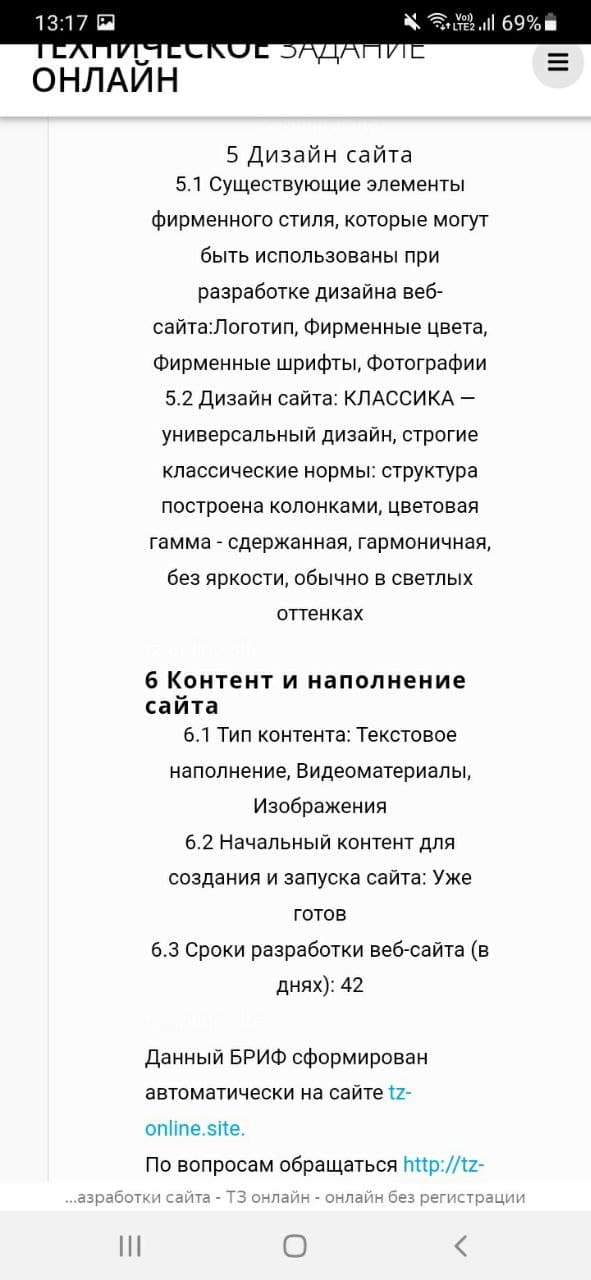 13:17
Vo))
LTE2
69%
ТЕХНИЧЕСКОЕ ЗАДАНИЕ
ОНЛАЙН
5 Дизайн сайта
5.1 Существующие элементы
фирменного стиля, которые могут
быть использованы при
разработке дизайна веб-
сайта:Логотип, Фирменные цвета,
Фирменные шрифты, Фотографии
5.2 Дизайн сайта: КЛАССИКА —
универсальный дизайн, строгие
классические нормы: структура
построена колонками, цветовая
гамма - сдержанная, гармоничная,
без яркости, обычно в светлых
оттенках
6 Контент и наполнение
сайта
6.1 Тип контента: Текстовое
наполнение, Видеоматериалы,
Изображения
6.2 Начальный контент для
создания и запуска сайта: Уже
готов
6.3 Сроки разработки веб-сайта (в
днях): 42
Данный БРИФ сформирован
автоматически на сайте tz-
online.site.
По вопросам обращаться http://tz-
...азработки сайта - ТЗ онлайн - онлайн без регистрации